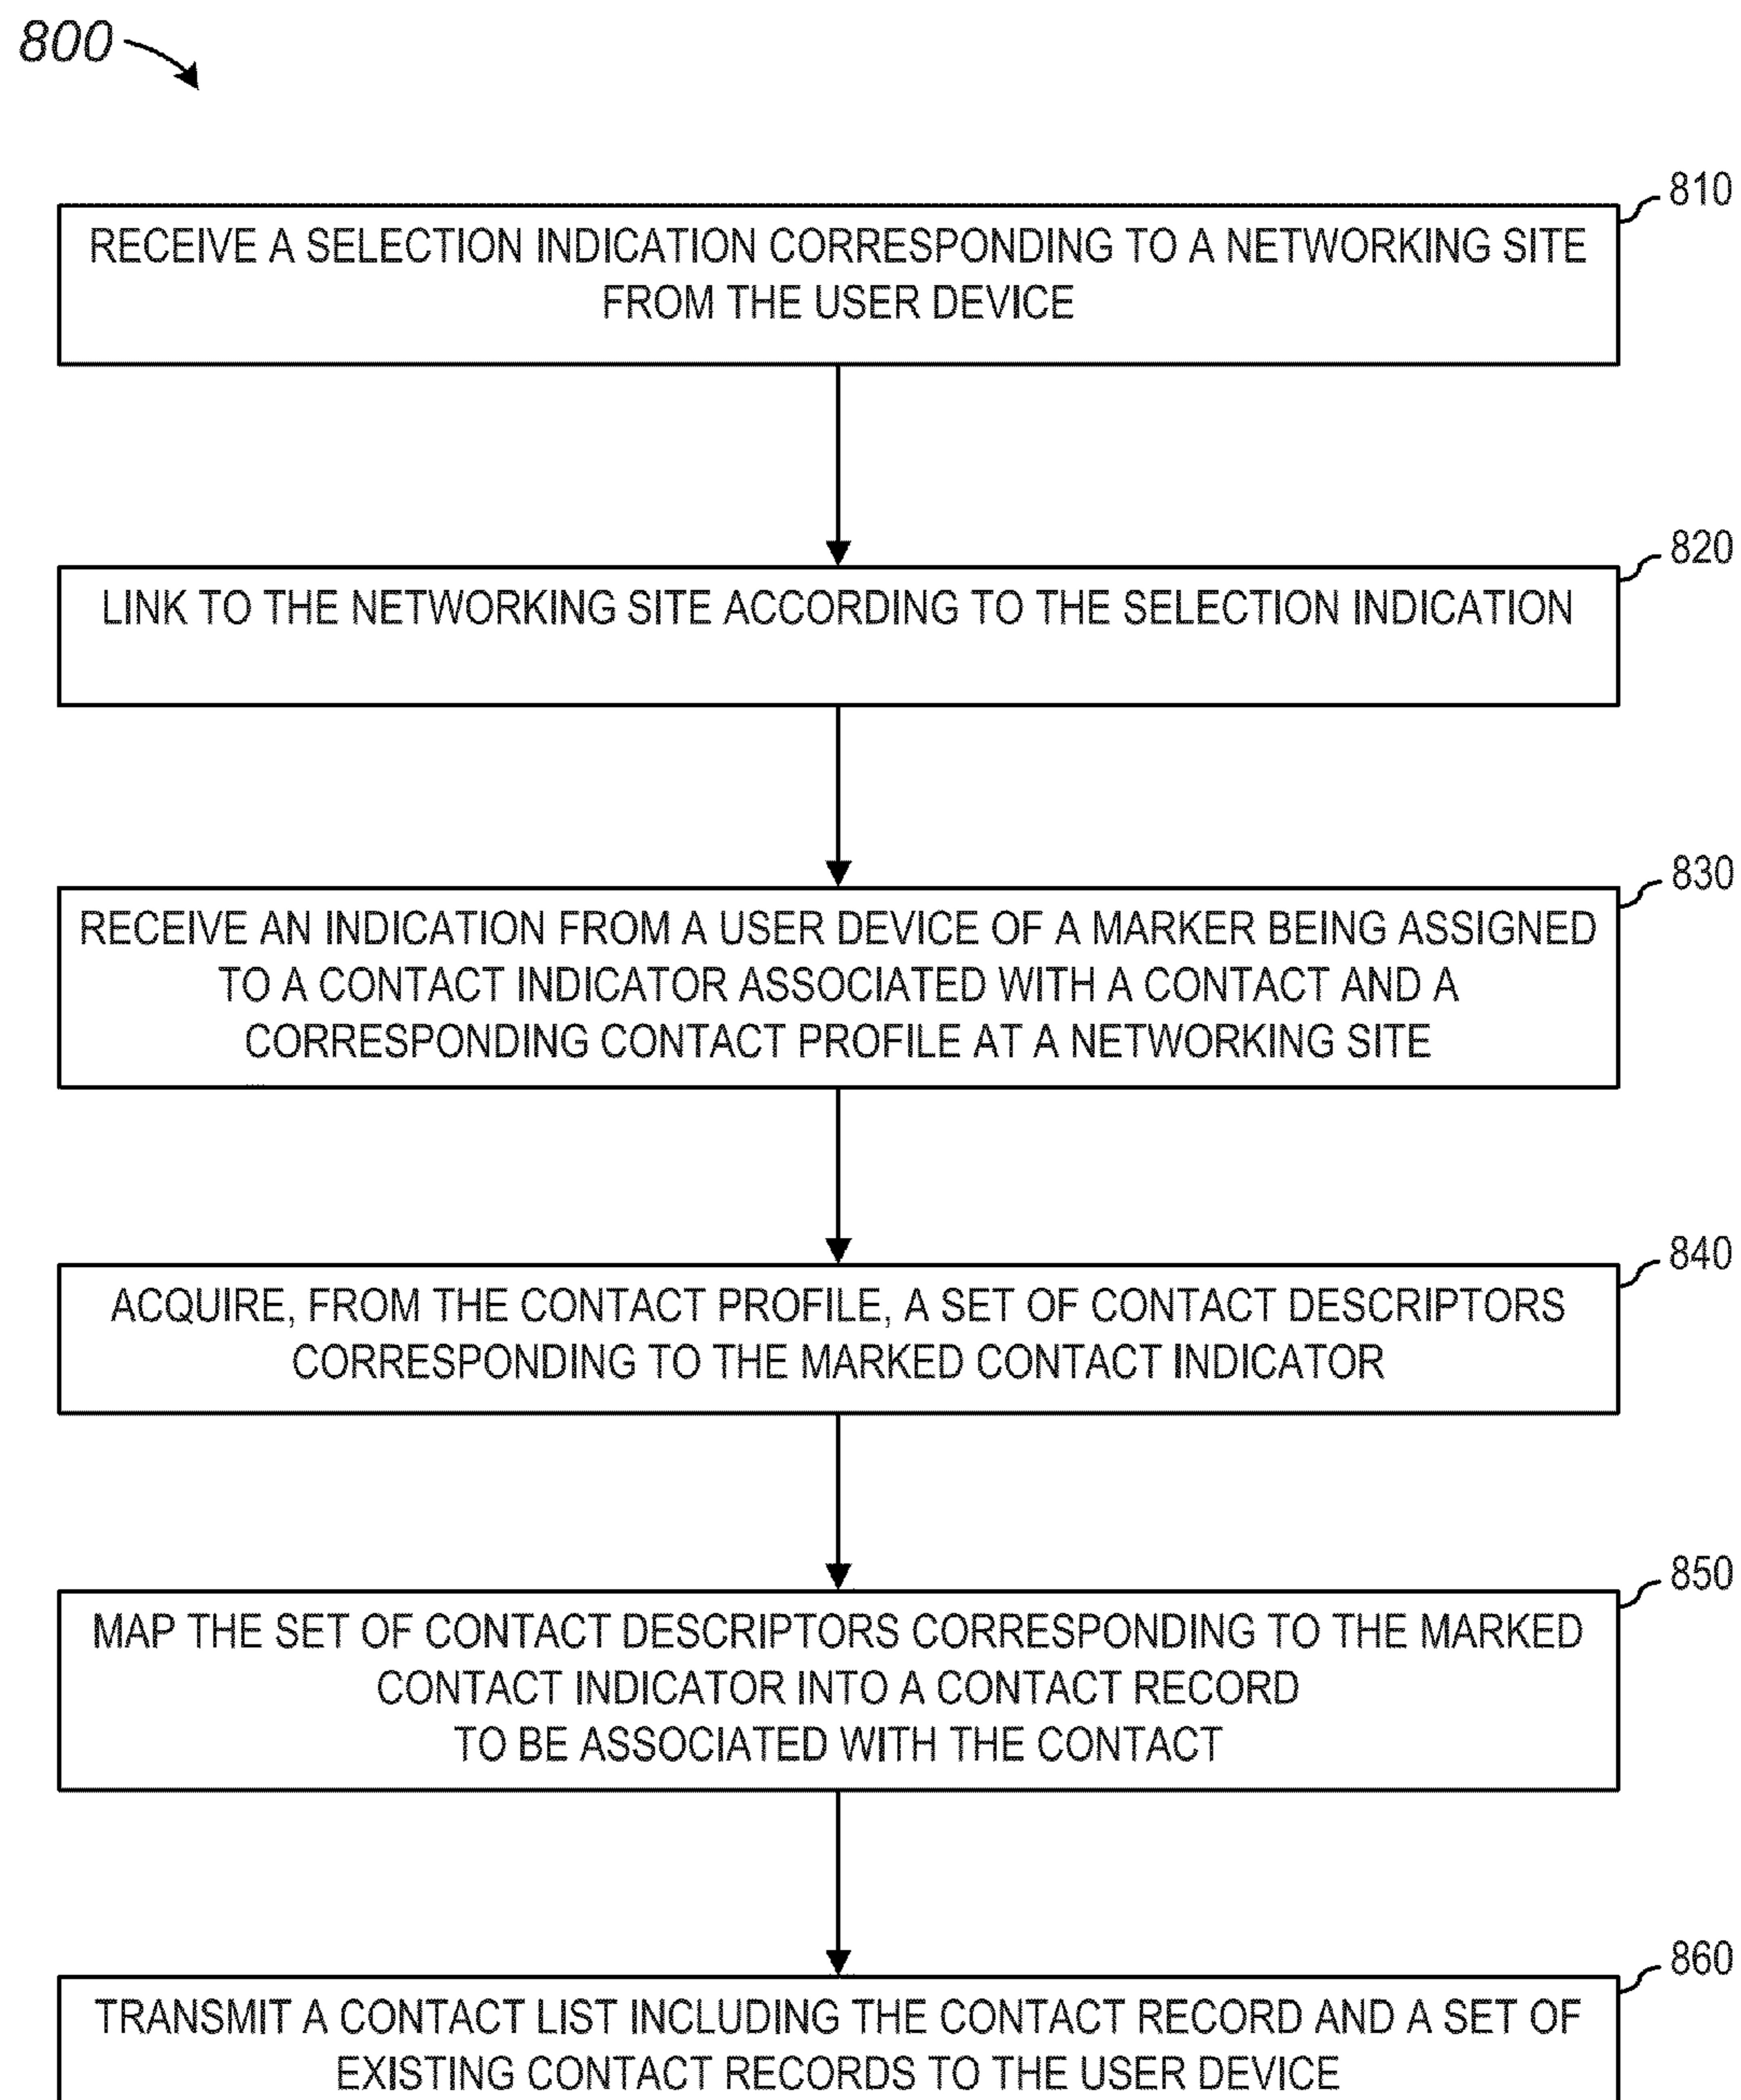 800
810
RECEIVE A SELECTION INDICATION CORRESPONDING TO A NETWORKING SITE
FROM THE USER DEVICE
820
LINK TO THE NETWORKING SITE ACCORDING TO THE SELECTION INDICATION
830
RECEIVE AN INDICATION FROM A USER DEVICE OF A MARKER BEING ASSIGNED
TO A CONTACT INDICATOR ASSOCIATED WITH A CONTACT AND A
CORRESPONDING CONTACT PROFILE AT A NETWORKING SITE
840
ACQUIRE, FROM THE CONTACT PROFILE, A SET OF CONTACT DESCRIPTORS
CORRESPONDING TO THE MARKED CONTACT INDICATOR
850
MAP THE SET OF CONTACT DESCRIPTORS CORRESPONDING TO THE MARKED
CONTACT INDICATOR INTO A CONTACT RECORD
TO BE ASSOCIATED WITH THE CONTACT
860
TRANSMIT A CONTACT LIST INCLUDING THE CONTACT RECORD AND A SET OF
EXISTING CONTACT RECORDS TO THE USER DEVICE